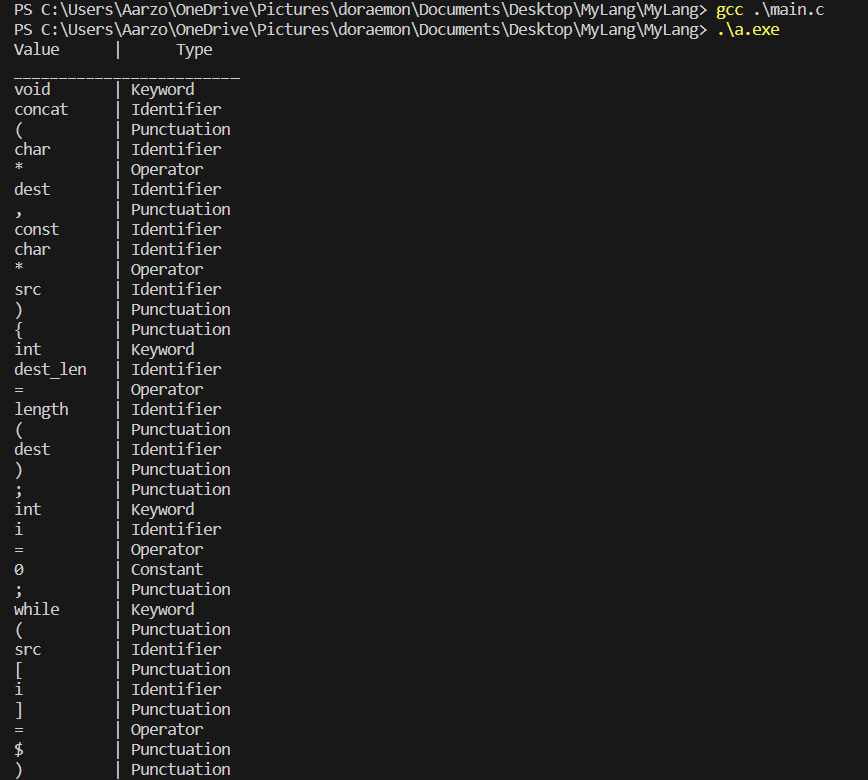 PS C:\Users\Aarzo\OneDrive\Pictures\doraemon\Documents\Desktop\MyLang\MyLang> gcc .\main.c
PS C:\Users\Aarzo\OneDrive\Pictures\doraemon\Documents\Desktop\MyLang\MyLang> .\a.exe
Value | Type
_________________________
void | Keyword
concat | Identifier
( | Punctuation
char | Identifier
* | Operator
dest | Identifier
, | Punctuation
const | Identifier
char | Identifier
* | Operator
src | Identifier
) | Punctuation
{ | Punctuation
int | Keyword
dest_len | Identifier
= | Operator
length | Identifier
( | Punctuation
dest | Identifier
) | Punctuation
; | Punctuation
int | Keyword
i | Identifier
= | Operator
0 | Constant
; | Punctuation
while | Keyword
( | Punctuation
src | Identifier
[ | Punctuation
i | Identifier
] | Punctuation
= | Operator
$ | Punctuation
) | Punctuation